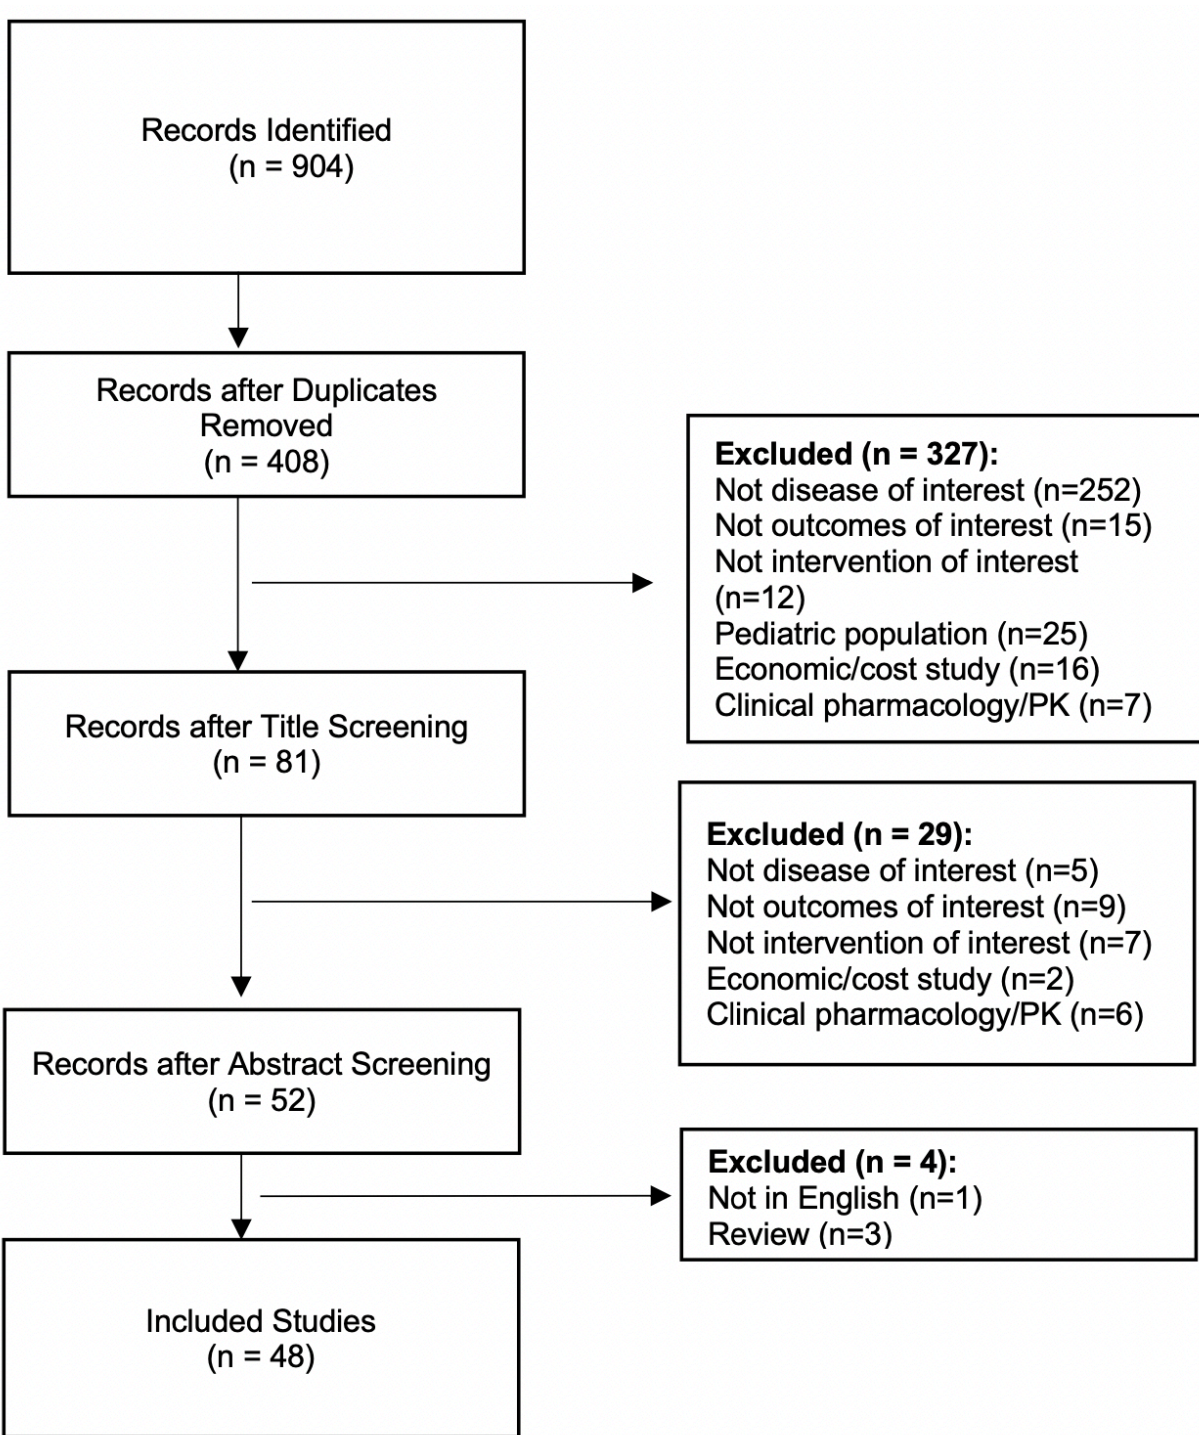 Records Identified
(n = 904)
Records after Duplicates
Removed
(n = 408)
Excluded (n = 327):
Not disease of interest (n=252)
Not outcomes of interest (n=15)
Not intervention of interest
(n=12)
Pediatric population (n=25)
Economic/cost study (n=16)
Clinical pharmacology/PK (n=7)
Records after Title Screening
(n = 81)
Excluded (n = 29):
Not disease of interest (n=5)
Not outcomes of interest (n=9)
Not intervention of interest (n=7)
Economic/cost study (n=2)
Clinical pharmacology/PK (n=6)
Records after Abstract Screening
(n = 52)
Excluded (n = 4):
Not in English (n=1)
Review (n=3)
Included Studies
(n = 48)